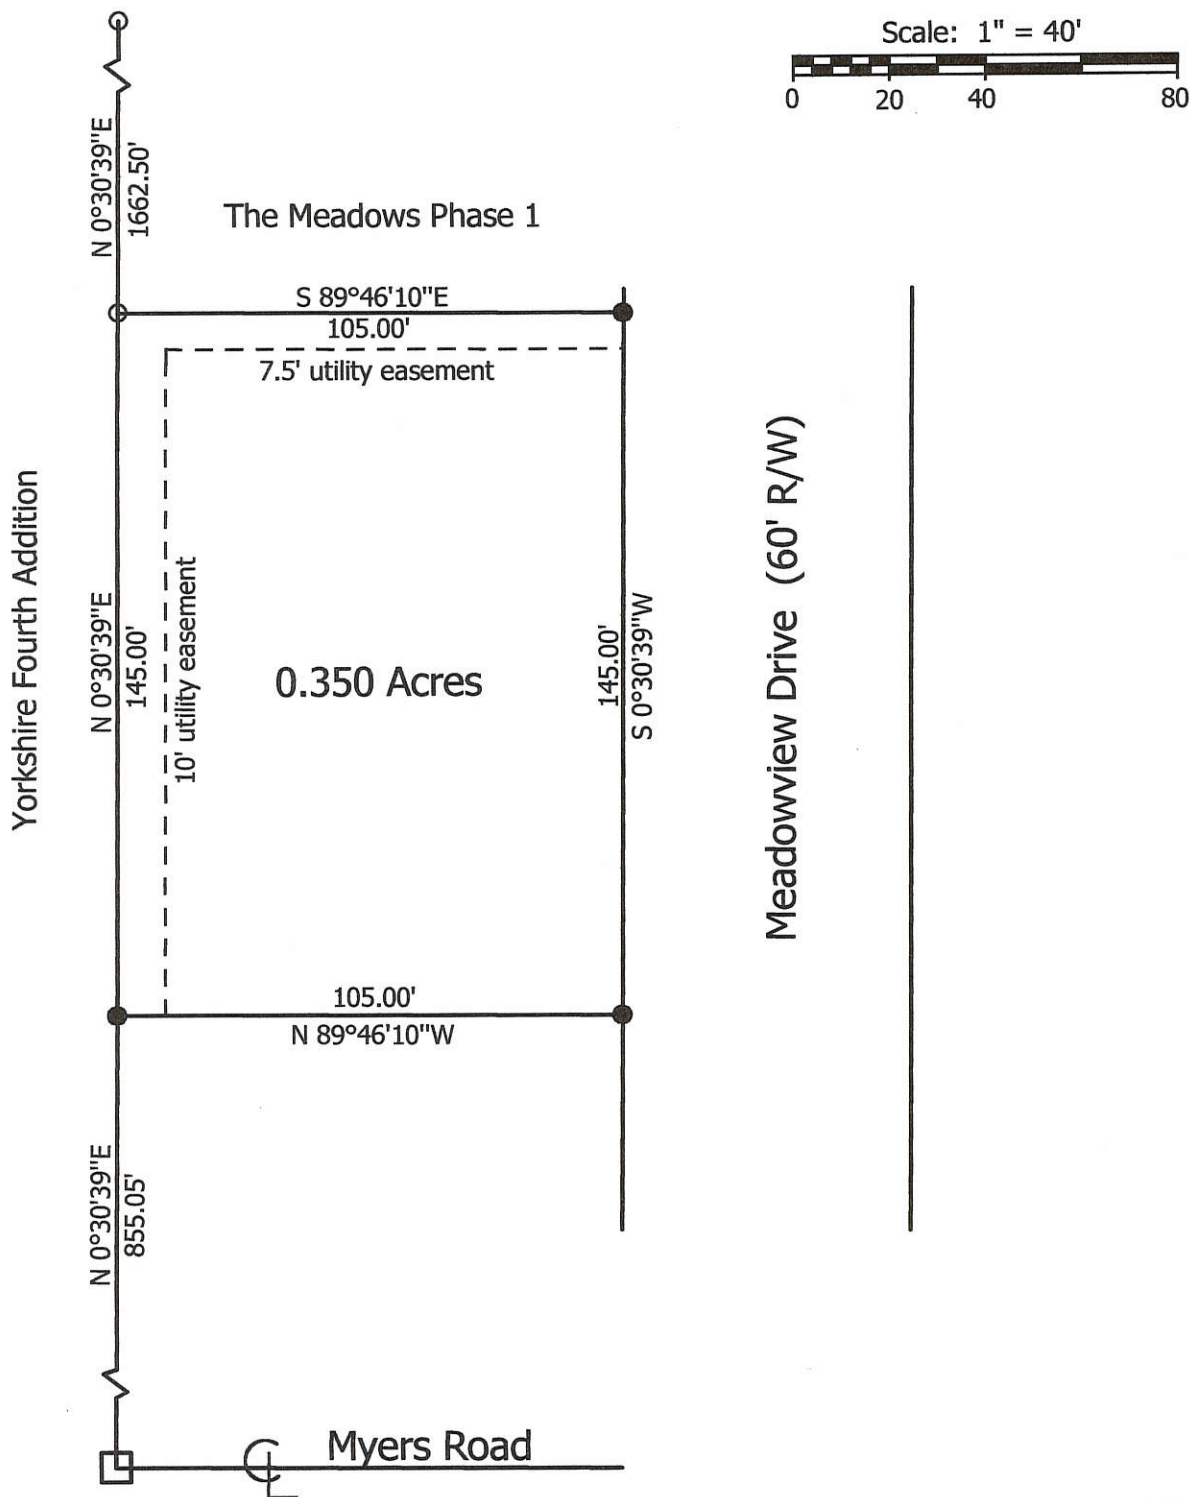 Scale: 1" = 40'
0 20 40 80
N 0°30'39"E
1662.50'
The Meadows Phase 1
S 89°46'10"E
105.00'
7.5' utility easement
Yorkshire Fourth Addition
N 0°30'39"E
145.00'
10' utility easement
0.350 Acres
145.00'
S 0°30'39"W
Meadowview Drive (60' R/W)
105.00'
N 89°46'10"W
N 0°30'39"E
855.05'
Myers Road